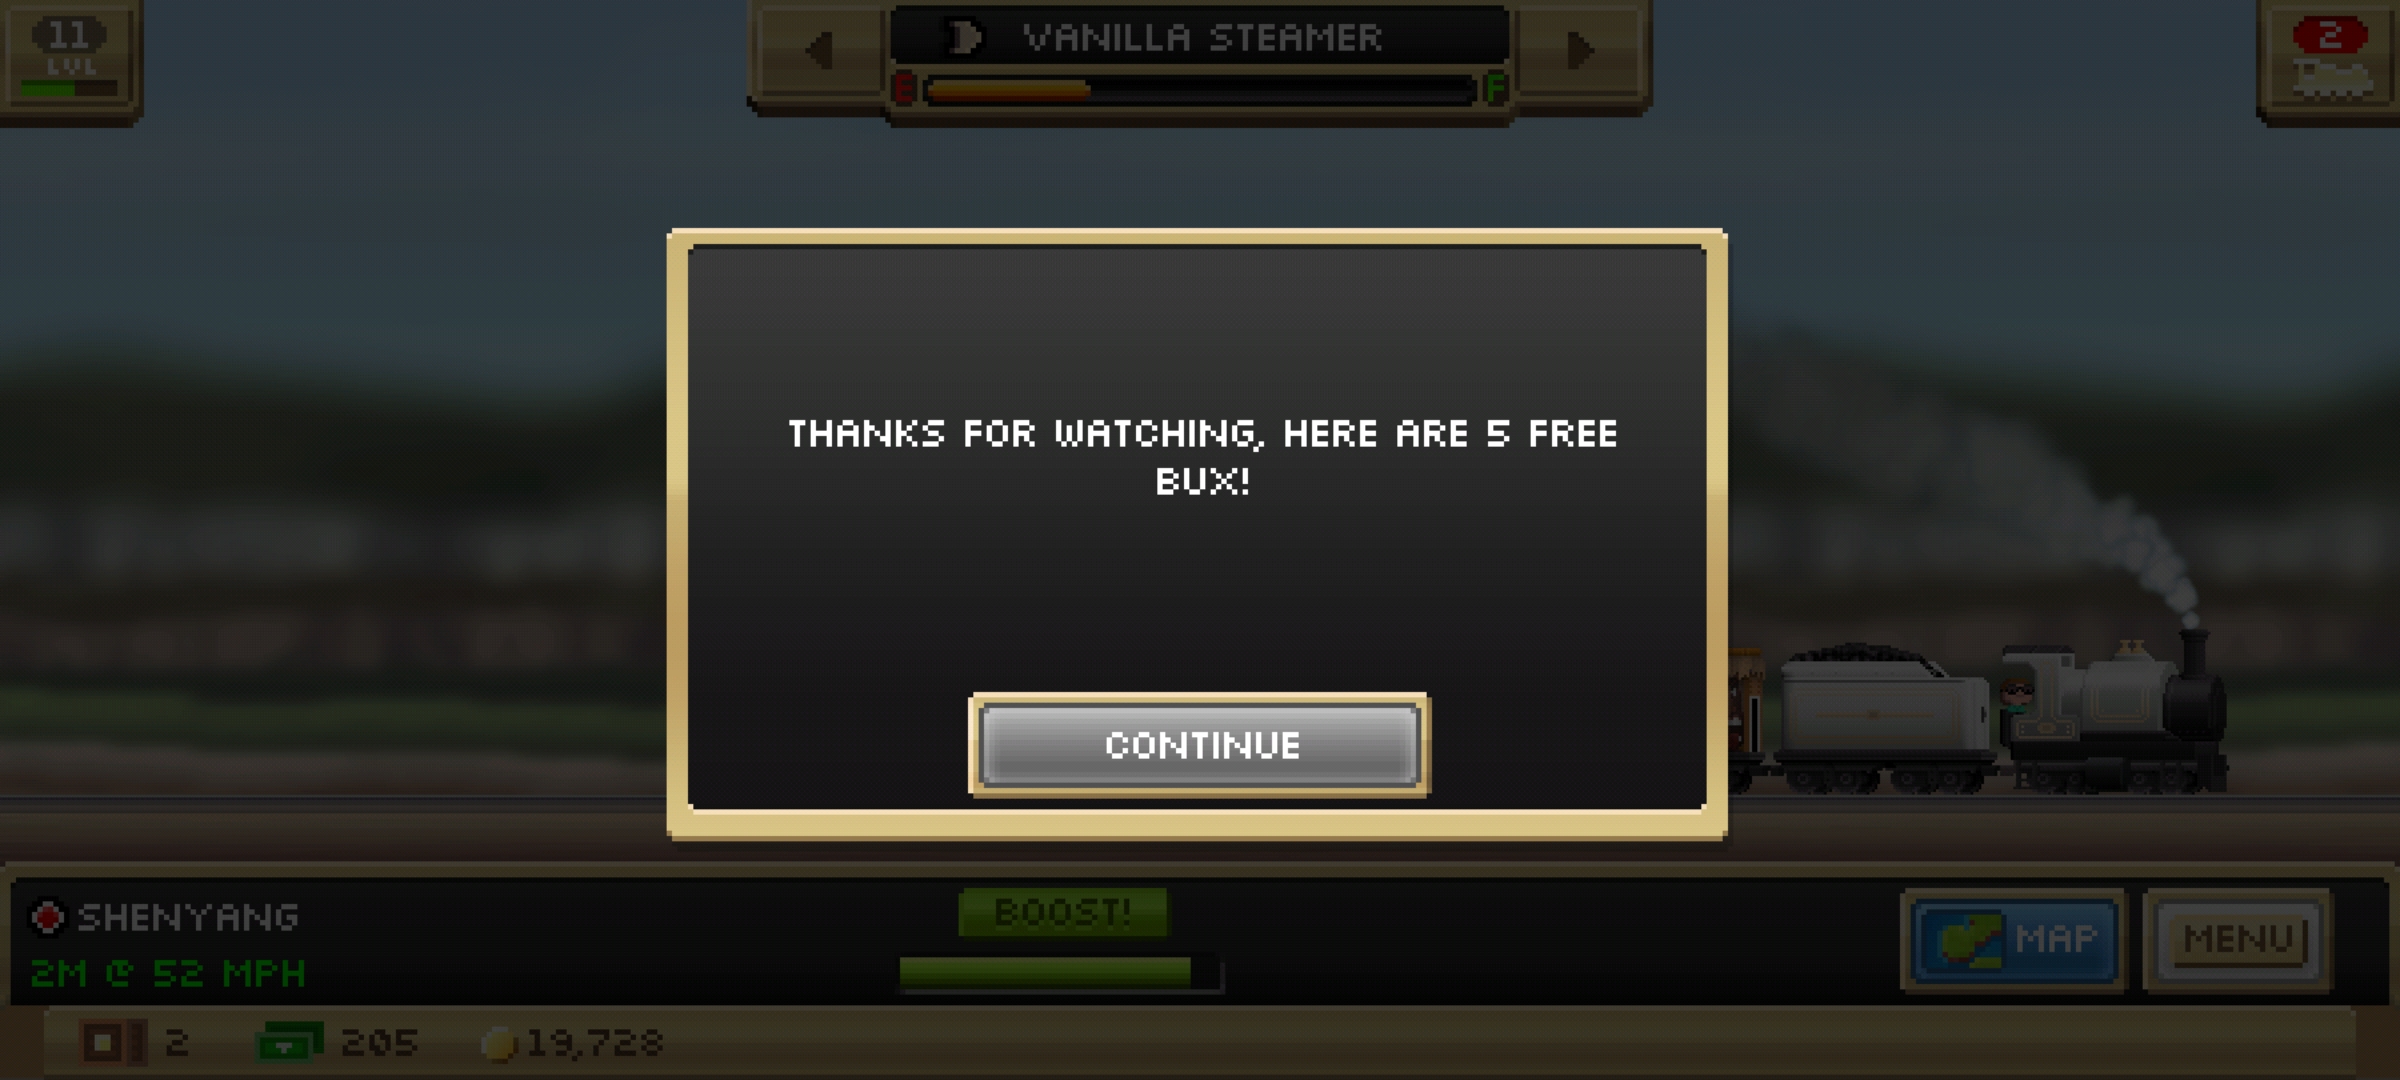 11
LVL
VANILLA STEAMER
E
F
2
THANKS FOR WATCHING, HERE ARE 5 FREE
BUX!
CONTINUE
SHENYANG
2M @ 52 MPH
BOOST!
MAP
MENU
2
205
19,728